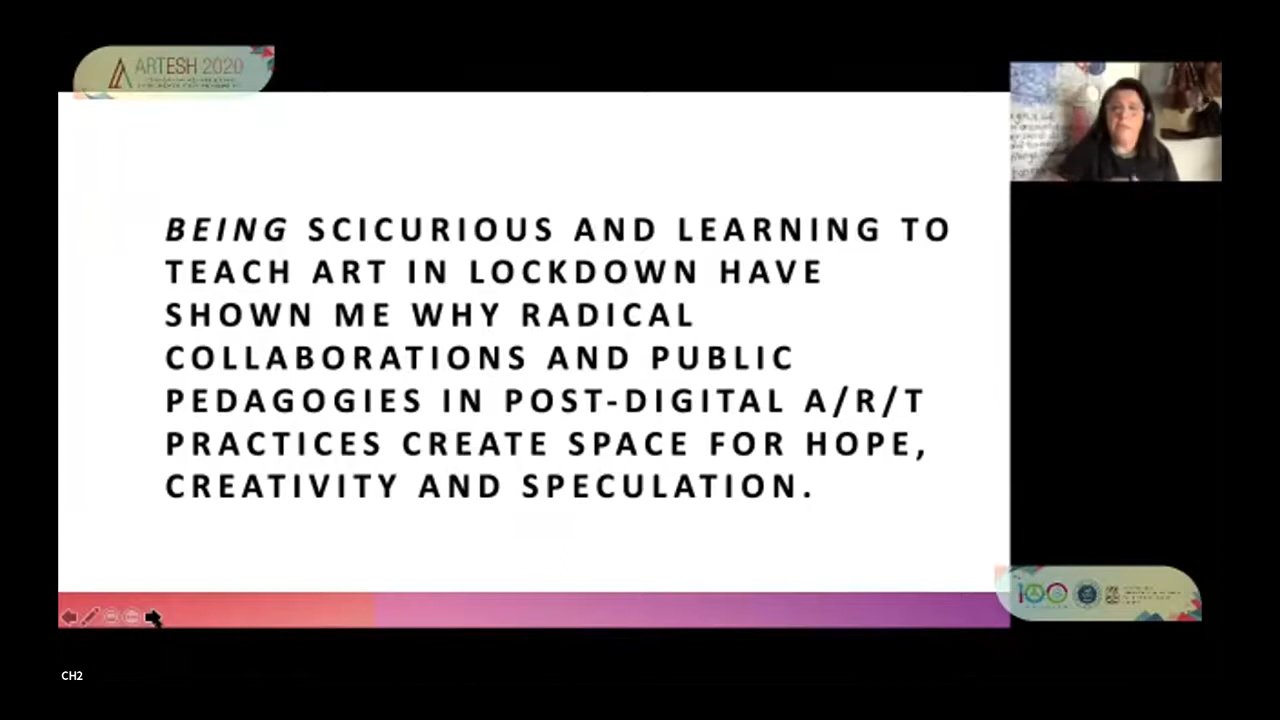 ARTESH 2020
BEING SCICURIOUS AND LEARNING TO
TEACH ART IN LOCKDOWN HAVE
SHOWN ME WHY RADICAL
COLLABORATIONS AND PUBLIC
PEDAGOGIES IN POST-DIGITAL A/R/T
PRACTICES CREATE SPACE FOR HOPE,
CREATIVITY AND SPECULATION.
100
CH2